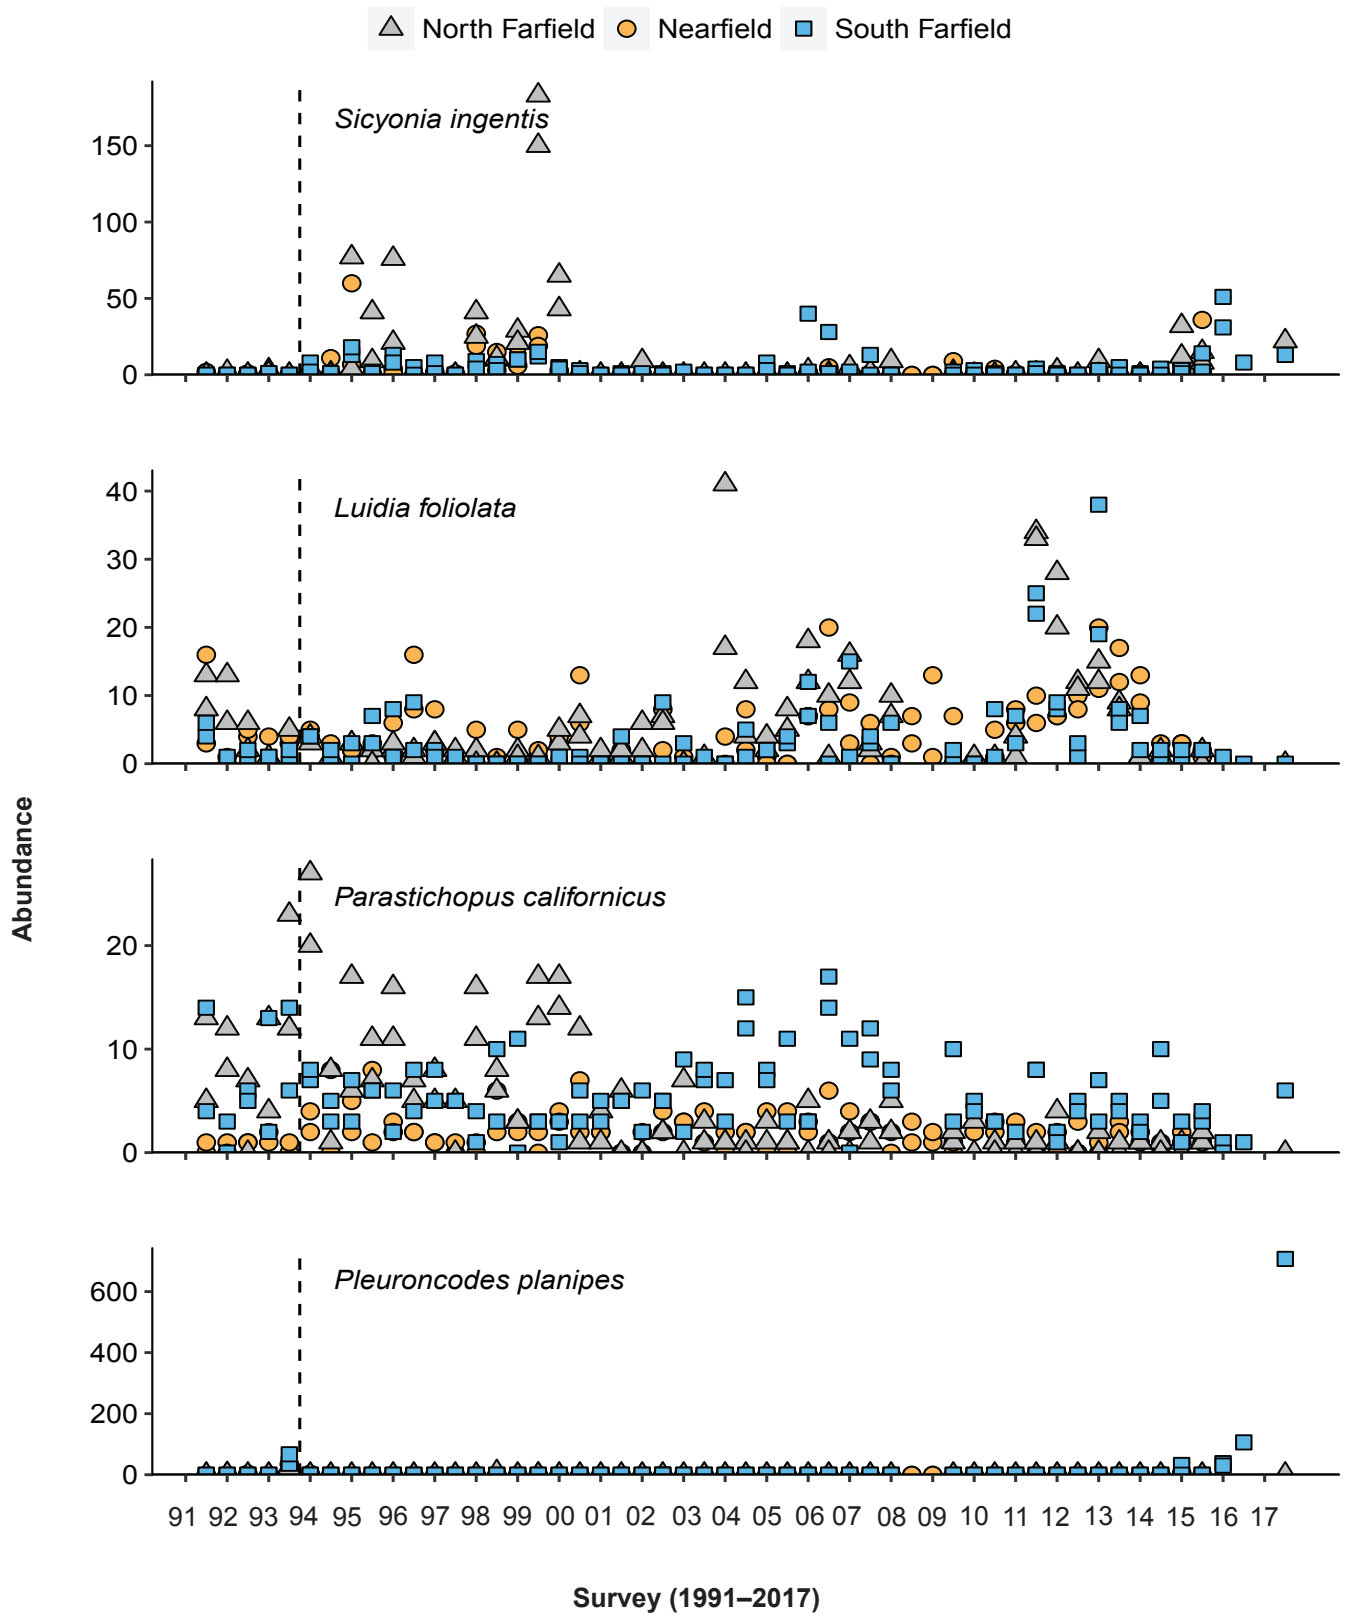 North Farfield Nearfield South Farfield
Sicyonia ingentis
150
100
50
0
Luidia foliolata
40
30
20
10
0
Parastichopus californicus
20
10
0
Pleuroncodes planipes
600
400
200
0
Abundance
91 92 93 94 95 96 97 98 99 00 01 02 03 04 05 06 07 08 09 10 11 12 13 14 15 16 17
Survey (1991–2017)